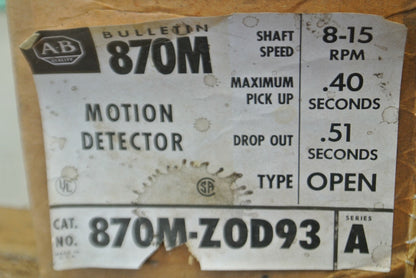 A-B
QUALITY
BULLETIN
870M
MOTION
DETECTOR
SHAFT SPEED 8-15 RPM
MAXIMUM PICK UP .40 SECONDS
DROP OUT .51 SECONDS
TYPE OPEN
CAT. NO. 870M-ZOD93
SERIES A